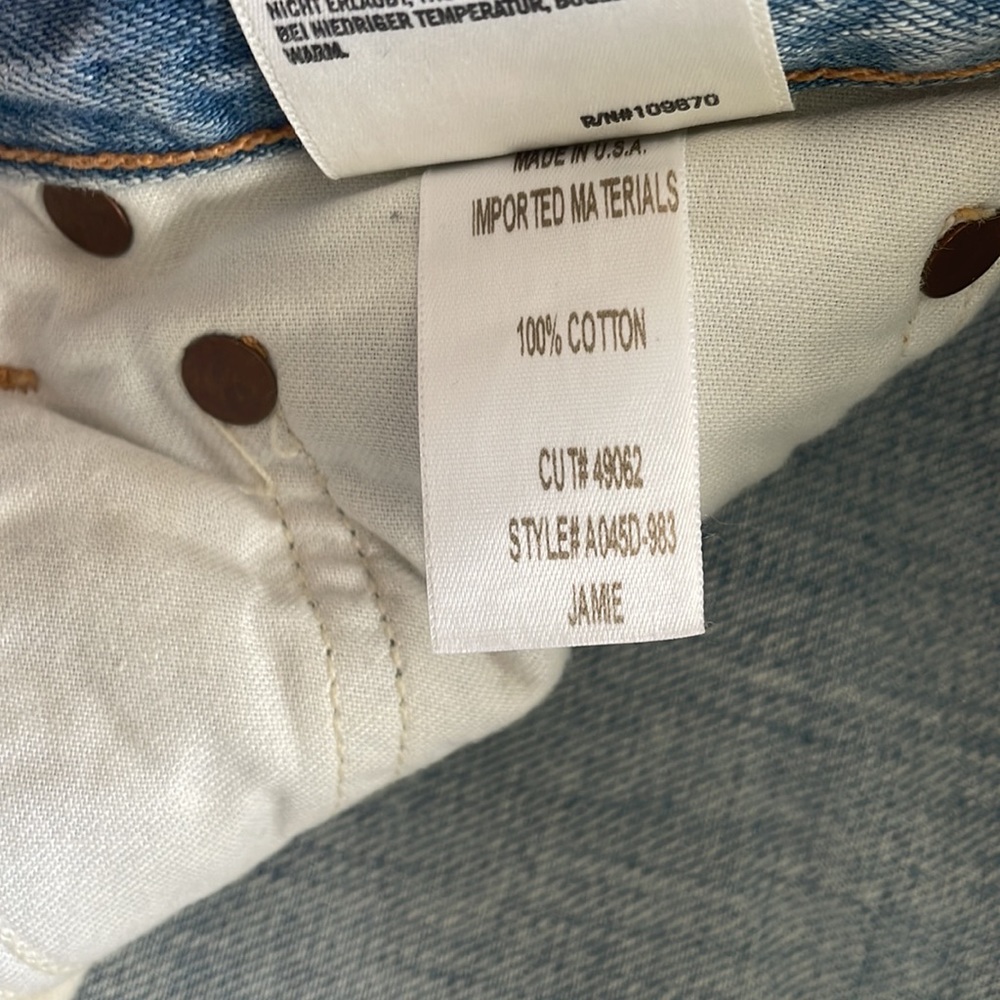 NICHT ERLAUBT,
BEI NIEDRIGER TEMPERATUR,
WARM.
R/N#109870
MADE IN U.S.A.
IMPORTED MATERIALS
100% COTTON
CUT# 49062
STYLE# A045D-983
JAMIE